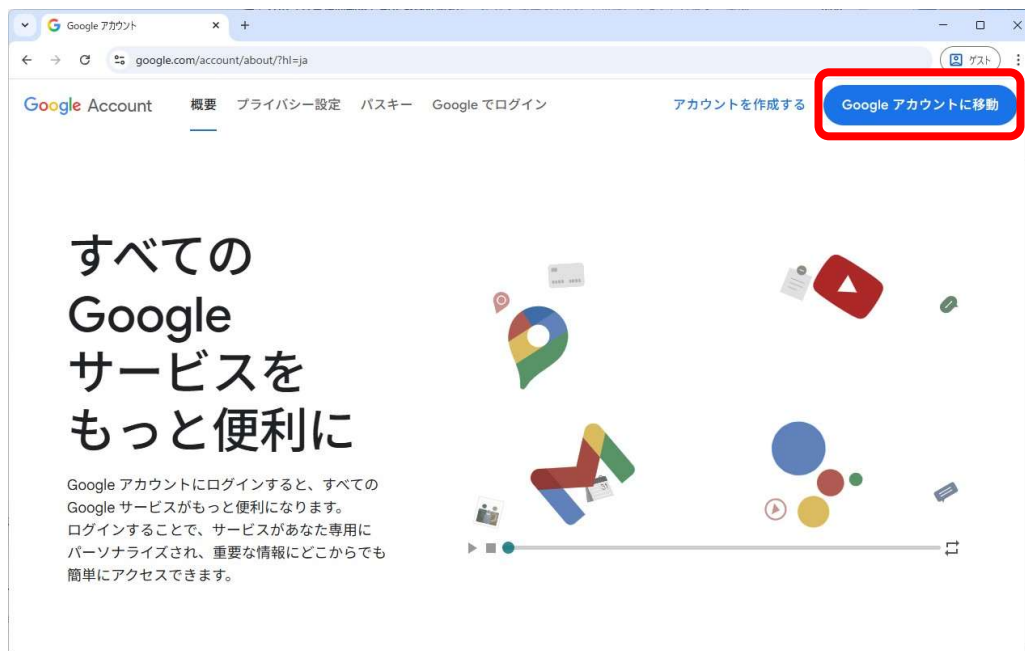 Google アカウント
google.com/account/about/?hl=ja
ゲスト
Google Account 概要 プライバシー設定 パスキー Google でログイン アカウントを作成する Google アカウントに移動
すべての
Google
サービスを
もっと便利に
Google アカウントにログインすると、すべての
Google サービスがもっと便利になります。
ログインすることで、サービスがあなた専用に
パーソナライズされ、重要な情報にどこからでも
簡単にアクセスできます。
31